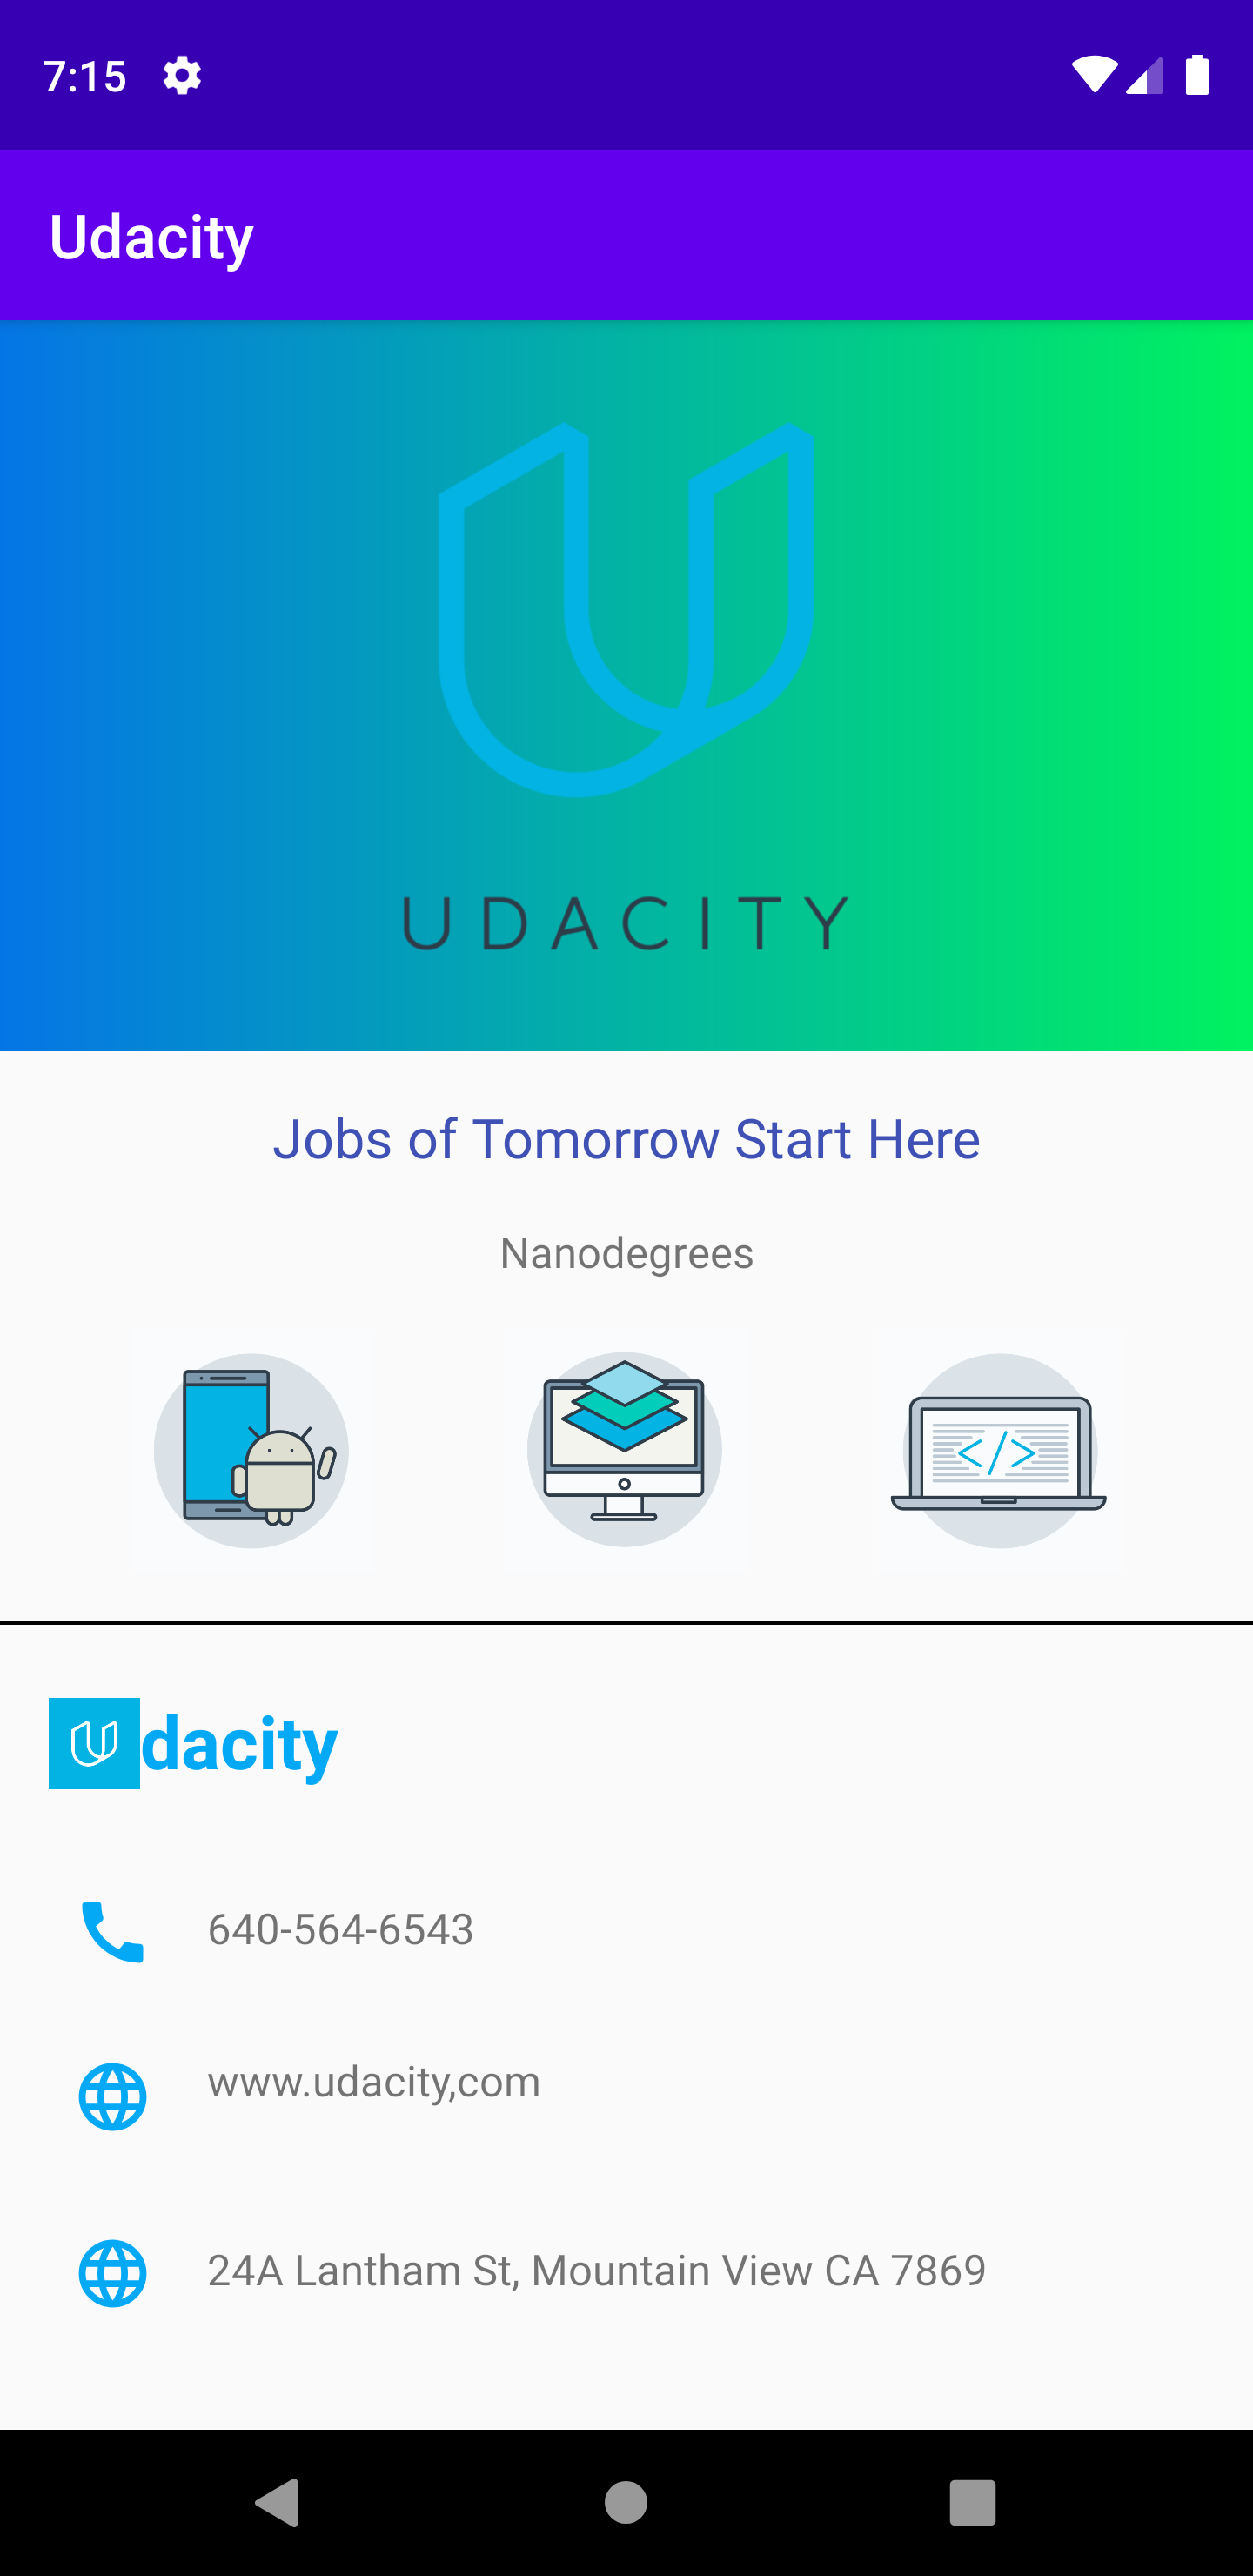 7:15
Udacity
UDACITY
Jobs of Tomorrow Start Here
Nanodegrees
</>
dacity
640-564-6543
www.udacity,com
24A Lantham St, Mountain View CA 7869